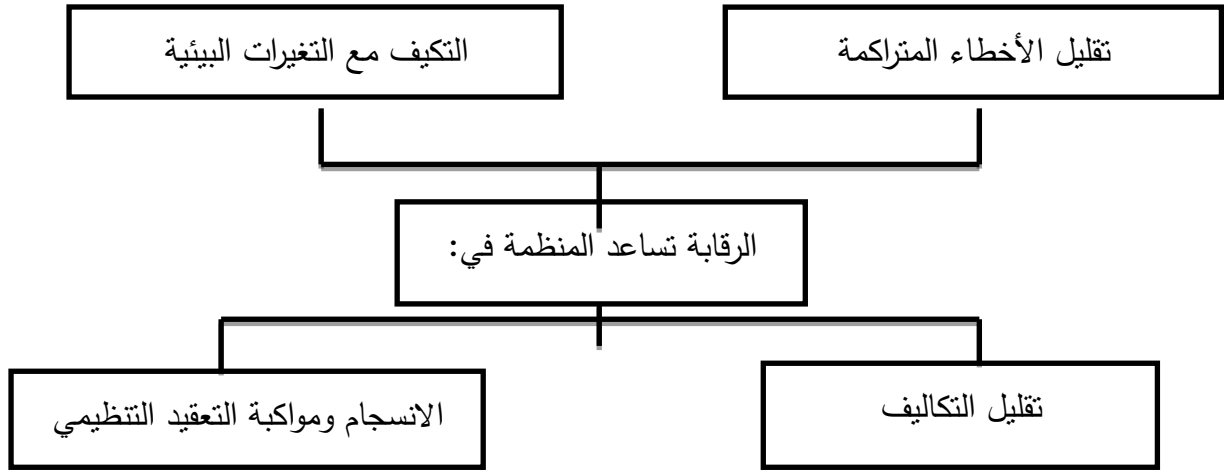 تقليل الأخطاء المتراكمة
التكيف مع التغيرات البيئية
الرقابة تساعد المنظمة في:
تقليل التكاليف
الانسجام ومواكبة التعقيد التنظيمي